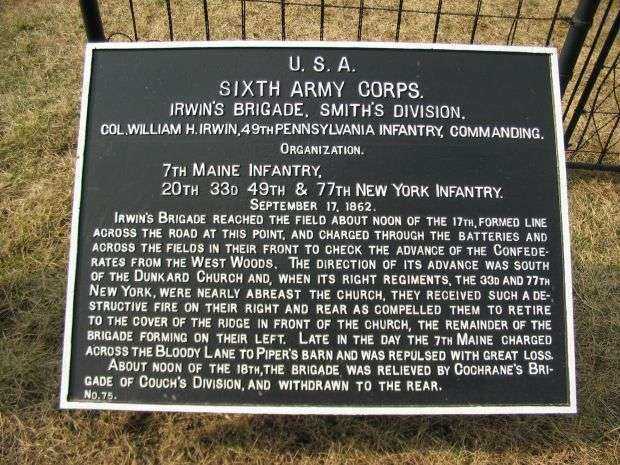 U. S. A.
SIXTH ARMY CORPS.
IRWIN'S BRIGADE, SMITH'S DIVISION.
COL. WILLIAM H. IRWIN, 49TH PENNSYLVANIA INFANTRY, COMMANDING.
ORGANIZATION.
7TH MAINE INFANTRY,
20TH 33D 49TH & 77TH NEW YORK INFANTRY.
SEPTEMBER 17, 1862.
IRWIN'S BRIGADE REACHED THE FIELD ABOUT NOON OF THE 17TH, FORMED LINE
ACROSS THE ROAD AT THIS POINT, AND CHARGED THROUGH THE BATTERIES AND
ACROSS THE FIELDS IN THEIR FRONT TO CHECK THE ADVANCE OF THE CONFEDE-
RATES FROM THE WEST WOODS. THE DIRECTION OF ITS ADVANCE WAS SOUTH
OF THE DUNKARD CHURCH AND, WHEN ITS RIGHT REGIMENTS, THE 33D AND 77TH
NEW YORK, WERE NEARLY ABREAST THE CHURCH, THEY RECEIVED SUCH A DE-
STRUCTIVE FIRE ON THEIR RIGHT AND REAR AS COMPELLED THEM TO RETIRE
TO THE COVER OF THE RIDGE IN FRONT OF THE CHURCH, THE REMAINDER OF THE
BRIGADE FORMING ON THEIR LEFT. LATE IN THE DAY THE 7TH MAINE CHARGED
ACROSS THE BLOODY LANE TO PIPER'S BARN AND WAS REPULSED WITH GREAT LOSS.
ABOUT NOON OF THE 18TH, THE BRIGADE, WAS RELIEVED BY COCHRANE'S BRI-
GADE OF COUCH'S DIVISION, AND WITHDRAWN TO THE REAR.
NO. 75.